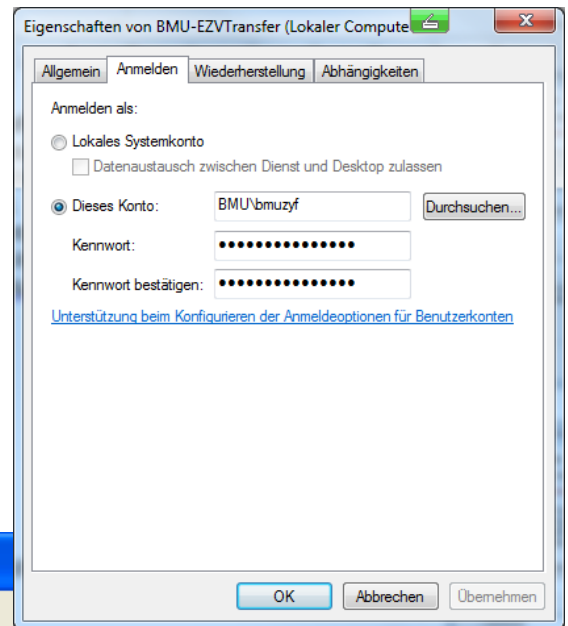 Eigenschaften von BMU-EZVTransfer (Lokaler Compute
Allgemein Anmelden Wiederherstellung Abhängigkeiten
Anmelden als:
Lokales Systemkonto
Datenaustausch zwischen Dienst und Desktop zulassen
Dieses Konto: BMU\bmuzyf Durchsuchen...
Kennwort: •••••••••••••••
Kennwort bestätigen: •••••••••••••••
Unterstützung beim Konfigurieren der Anmeldeoptionen für Benutzerkonten
OK Abbrechen Übernehmen